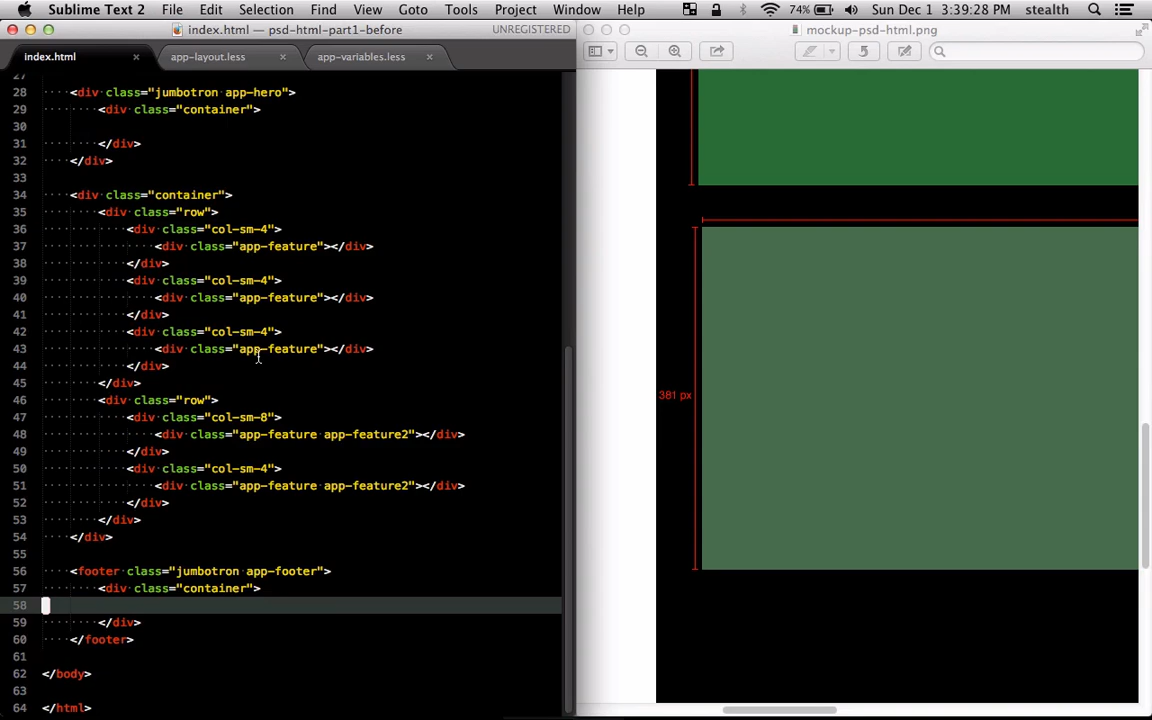 Sublime Text 2 File Edit Selection Find View Goto Tools Project Window Help 74% Sun Dec 1 3:39:28 PM stealth
index.html — psd-html-part1-before UNREGISTERED
mockup-psd-html.png
index.html × app-layout.less × app-variables.less ×
27
28 ····<div·class="jumbotron·app-hero">
29 ········<div·class="container">
30
31 ········</div>
32 ····</div>
33
34 ····<div·class="container">
35 ········<div·class="row">
36 ············<div·class="col-sm-4">
37 ················<div·class="app-feature"></div>
38 ············</div>
39 ············<div·class="col-sm-4">
40 ················<div·class="app-feature"></div>
41 ············</div>
42 ············<div·class="col-sm-4">
43 ················<div·class="app-feature"></div>
44 ············</div>
45 ········</div>
46 ········<div·class="row">
47 ············<div·class="col-sm-8">
48 ················<div·class="app-feature·app-feature2"></div>
49 ············</div>
50 ············<div·class="col-sm-4">
51 ················<div·class="app-feature·app-feature2"></div>
52 ············</div>
53 ········</div>
54 ····</div>
55
56 ····<footer·class="jumbotron·app-footer">
57 ········<div·class="container">
58
59 ········</div>
60 ····</footer>
61
62 </body>
63
64 </html>
381 px